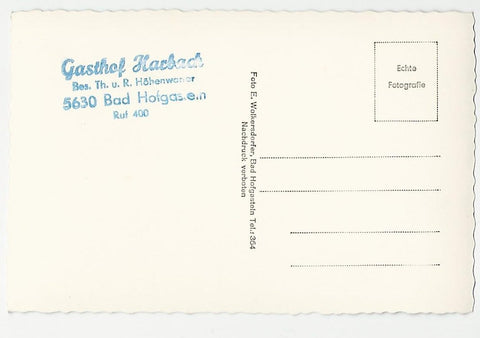 Gasthof Harbach
Bes. Th. u. R. Höhenwarter
5630 Bad Hofgastein
Ruf 400
Foto E. Wolkersdorfer, Bad Hofgastein Tel.: 364
Nachdruck verboten
Echte
Fotografie